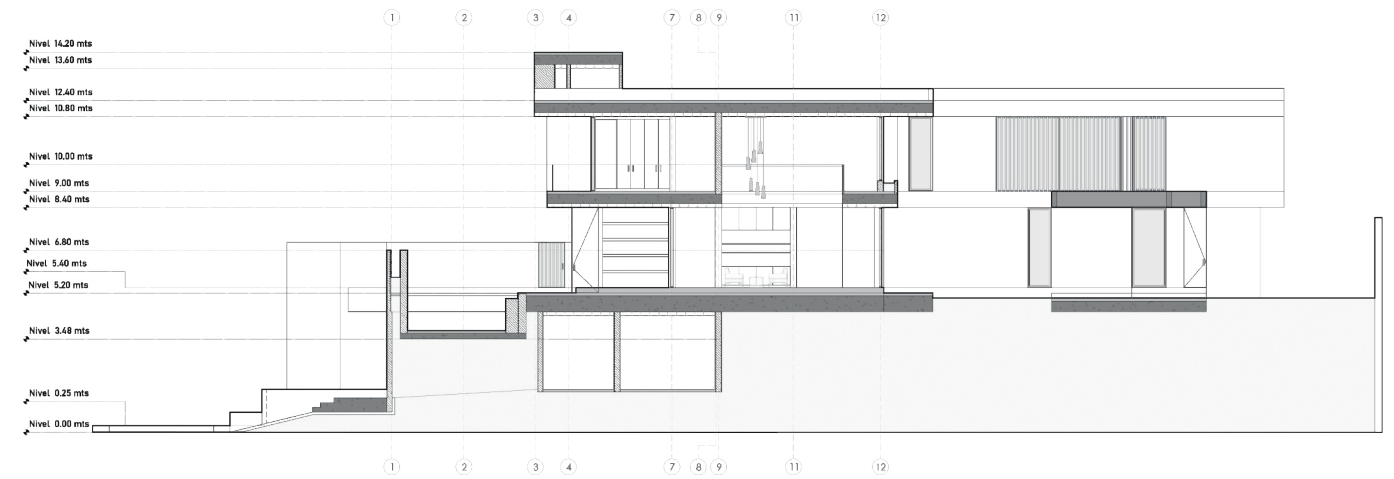 1 2 3 4 7 8 9 11 12
Nivel 14.20 mts
Nivel 13.60 mts
Nivel 12.40 mts
Nivel 10.80 mts
Nivel 10.00 mts
Nivel 9.00 mts
Nivel 8.40 mts
Nivel 6.80 mts
Nivel 5.40 mts
Nivel 5.20 mts
Nivel 3.48 mts
Nivel 0.25 mts
Nivel 0.00 mts
1 2 3 4 7 8 9 11 12